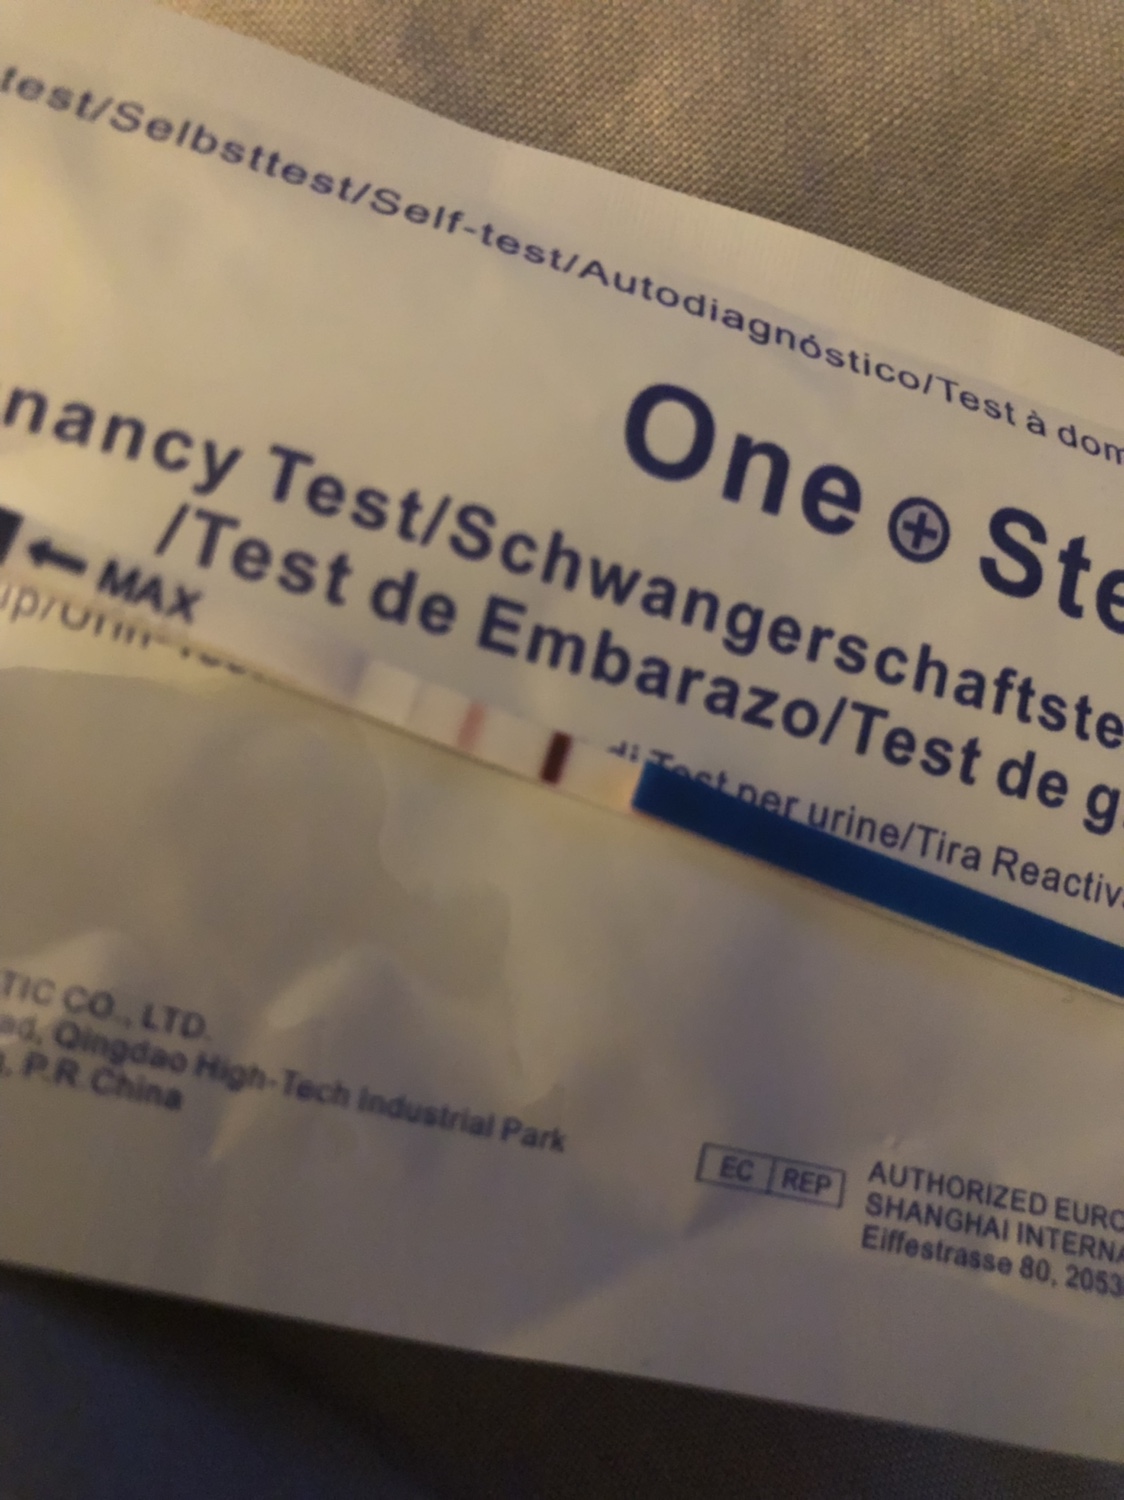 test/Selbsttest/Self-test/Autodiagnóstico/Test à dom
One + Ste
nancy Test/Schwangerschaftste
/Test de Embarazo/Test de g
MAX
di Test per urine/Tira Reactiv
TIC CO., LTD.
ad, Qingdao High-Tech Industrial Park
, P.R. China
EC REP
AUTHORIZED EURO
SHANGHAI INTERNA
Eiffestrasse 80, 2053